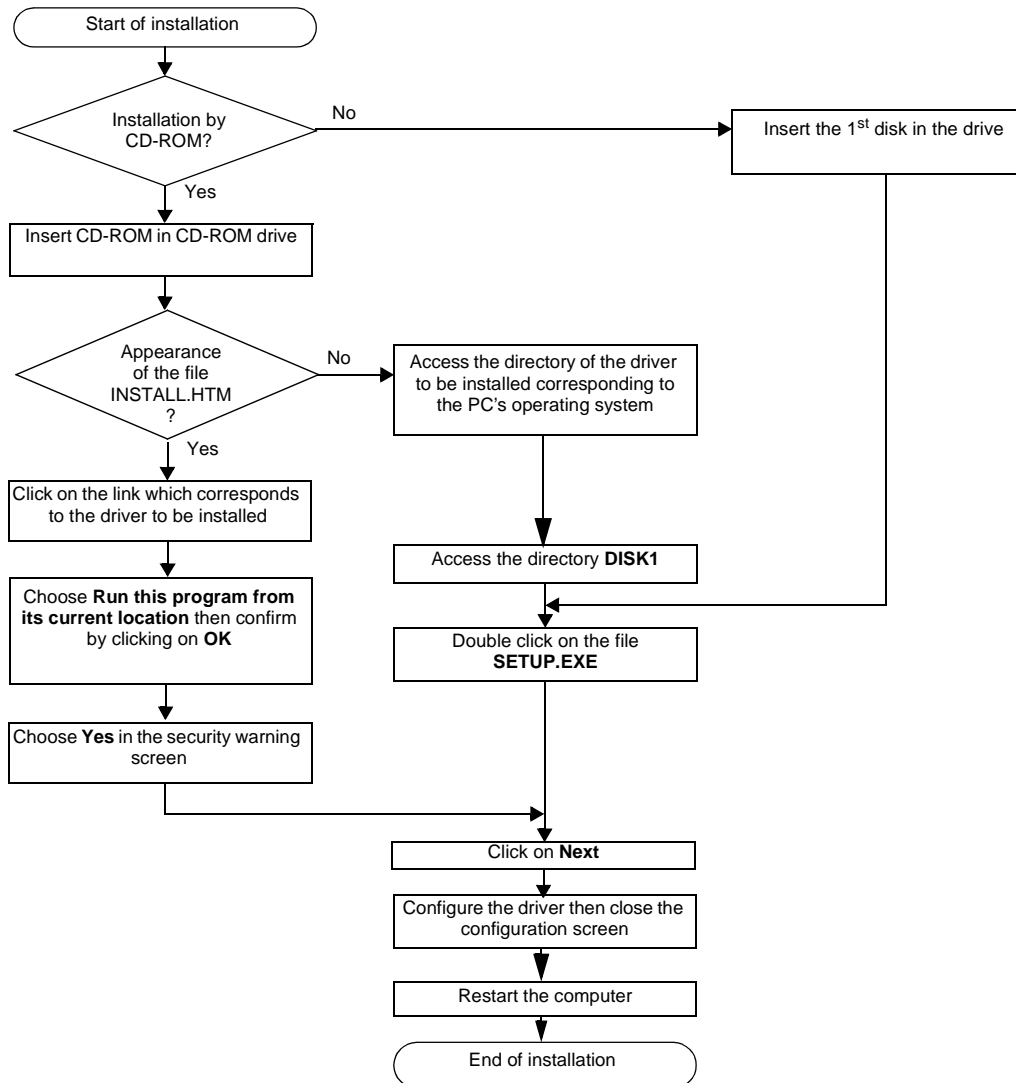 Start of installation
Installation by
CD-ROM?
No
Insert the 1st disk in the drive
Yes
Insert CD-ROM in CD-ROM drive
Appearance
of the file
INSTALL.HTM
?
No
Access the directory of the driver
to be installed corresponding to
the PC's operating system
Yes
Click on the link which corresponds
to the driver to be installed
Access the directory DISK1
Choose Run this program from
its current location then confirm
by clicking on OK
Double click on the file
SETUP.EXE
Choose Yes in the security warning
screen
Click on Next
Configure the driver then close the
configuration screen
Restart the computer
End of installation